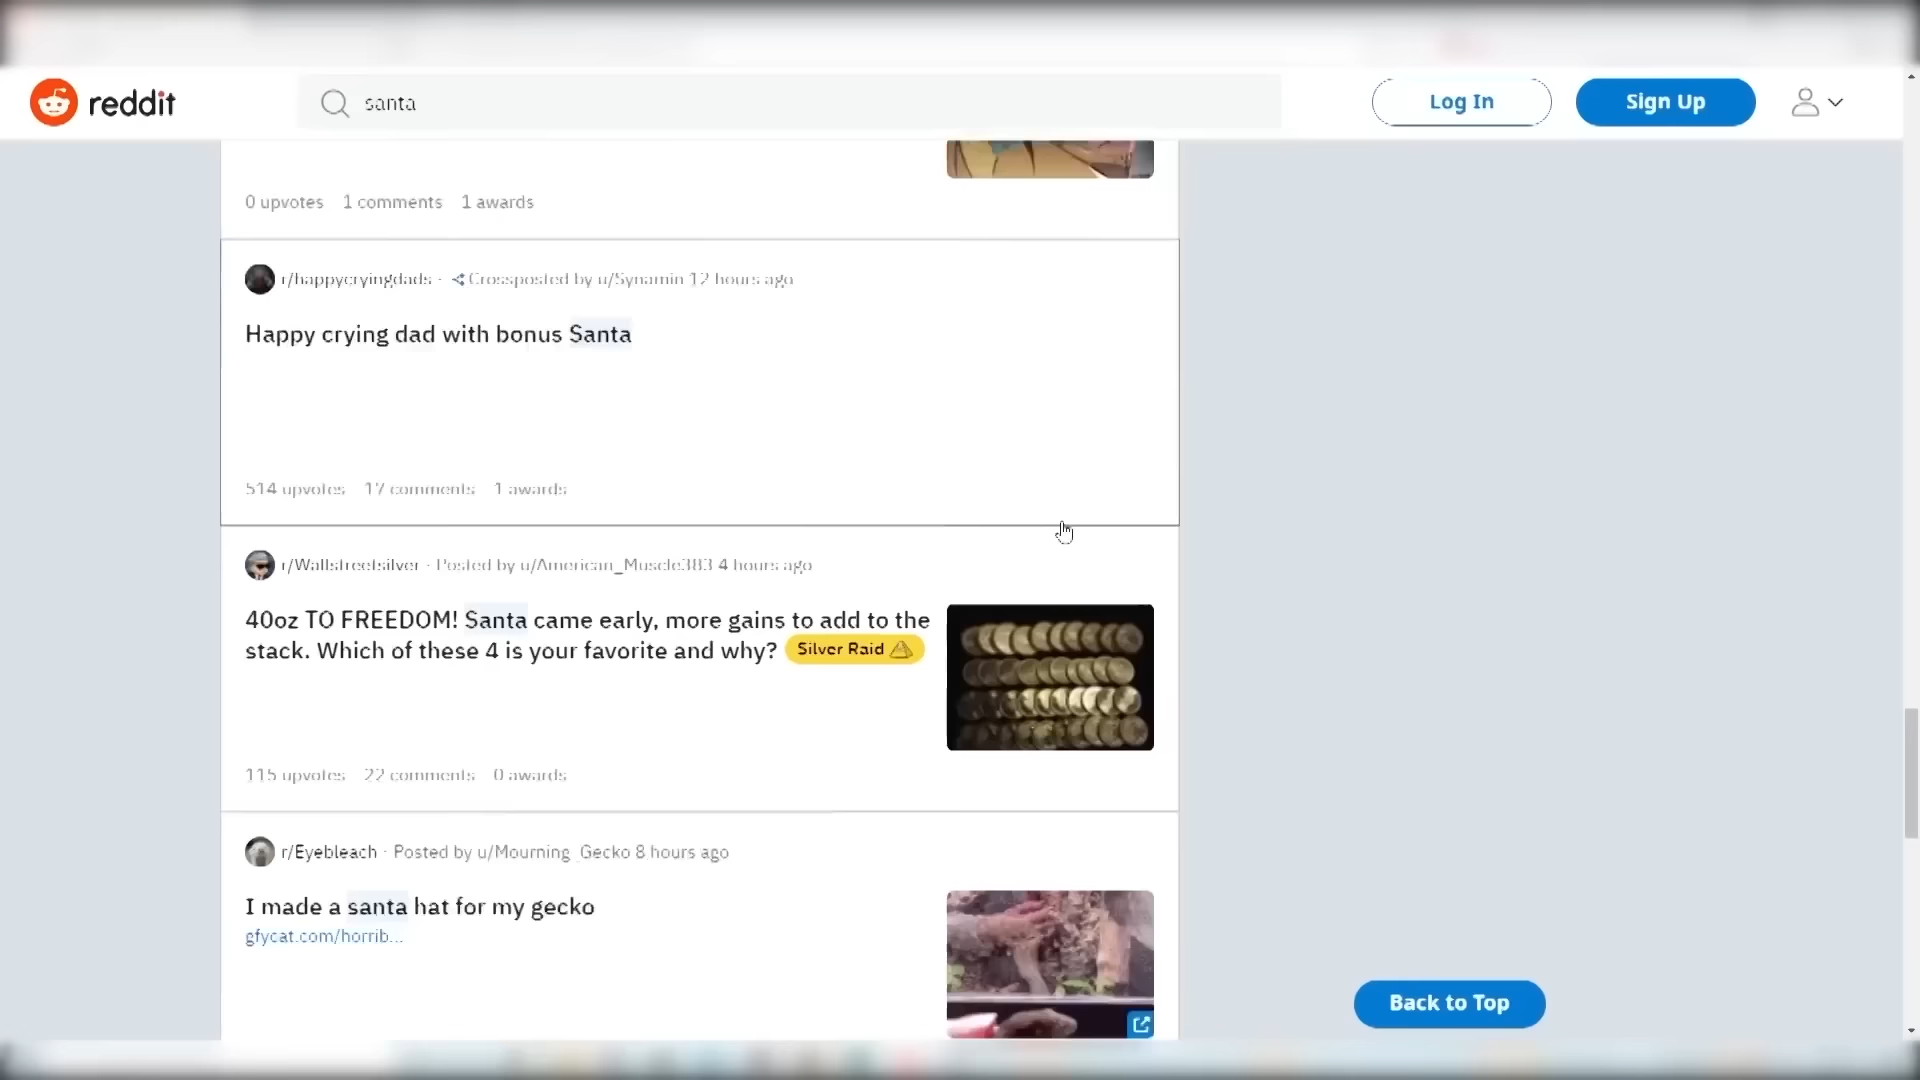 reddit
santa
Log In
Sign Up
0 upvotes 1 comments 1 awards
r/happycryingdads · Crossposted by u/Synamin 12 hours ago
Happy crying dad with bonus Santa
514 upvotes 17 comments 1 awards
r/Wallstreetsilver · Posted by u/American_Muscle383 4 hours ago
40oz TO FREEDOM! Santa came early, more gains to add to the
stack. Which of these 4 is your favorite and why? Silver Raid
115 upvotes 22 comments 0 awards
r/Eyebleach · Posted by u/Mourning_Gecko 8 hours ago
I made a santa hat for my gecko
gfycat.com/horrib...
Back to Top